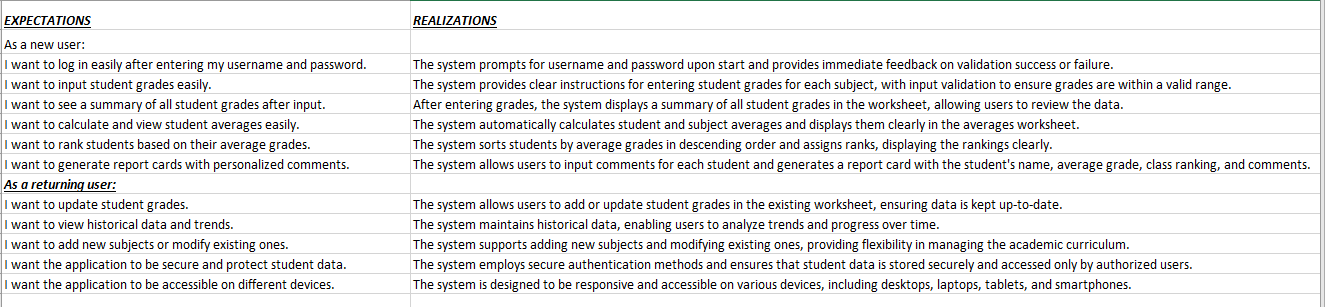 EXPECTATIONS REALIZATIONS
As a new user:
I want to log in easily after entering my username and password. The system prompts for username and password upon start and provides immediate feedback on validation success or failure.
I want to input student grades easily. The system provides clear instructions for entering student grades for each subject, with input validation to ensure grades are within a valid range.
I want to see a summary of all student grades after input. After entering grades, the system displays a summary of all student grades in the worksheet, allowing users to review the data.
I want to calculate and view student averages easily. The system automatically calculates student and subject averages and displays them clearly in the averages worksheet.
I want to rank students based on their average grades. The system sorts students by average grades in descending order and assigns ranks, displaying the rankings clearly.
I want to generate report cards with personalized comments. The system allows users to input comments for each student and generates a report card with the student's name, average grade, class ranking, and comments.
As a returning user:
I want to update student grades. The system allows users to add or update student grades in the existing worksheet, ensuring data is kept up-to-date.
I want to view historical data and trends. The system maintains historical data, enabling users to analyze trends and progress over time.
I want to add new subjects or modify existing ones. The system supports adding new subjects and modifying existing ones, providing flexibility in managing the academic curriculum.
I want the application to be secure and protect student data. The system employs secure authentication methods and ensures that student data is stored securely and accessed only by authorized users.
I want the application to be accessible on different devices. The system is designed to be responsive and accessible on various devices, including desktops, laptops, tablets, and smartphones.